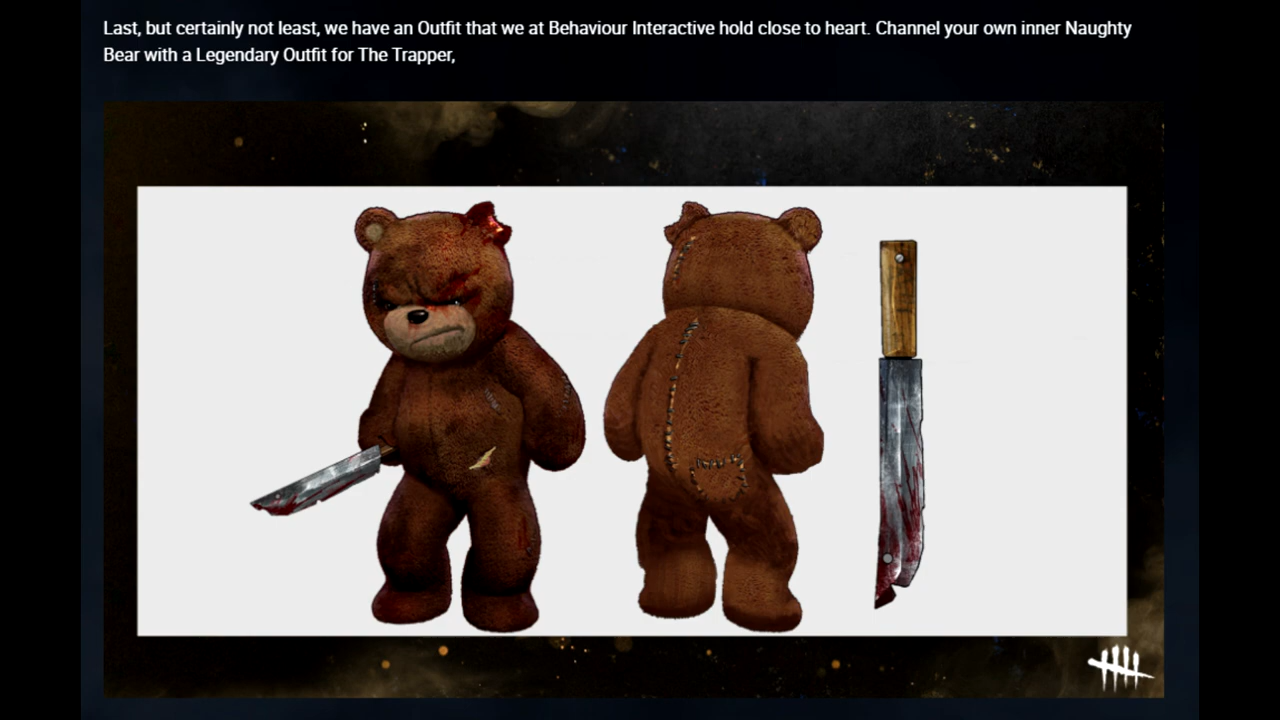 Last, but certainly not least, we have an Outfit that we at Behaviour Interactive hold close to heart. Channel your own inner Naughty
Bear with a Legendary Outfit for The Trapper,